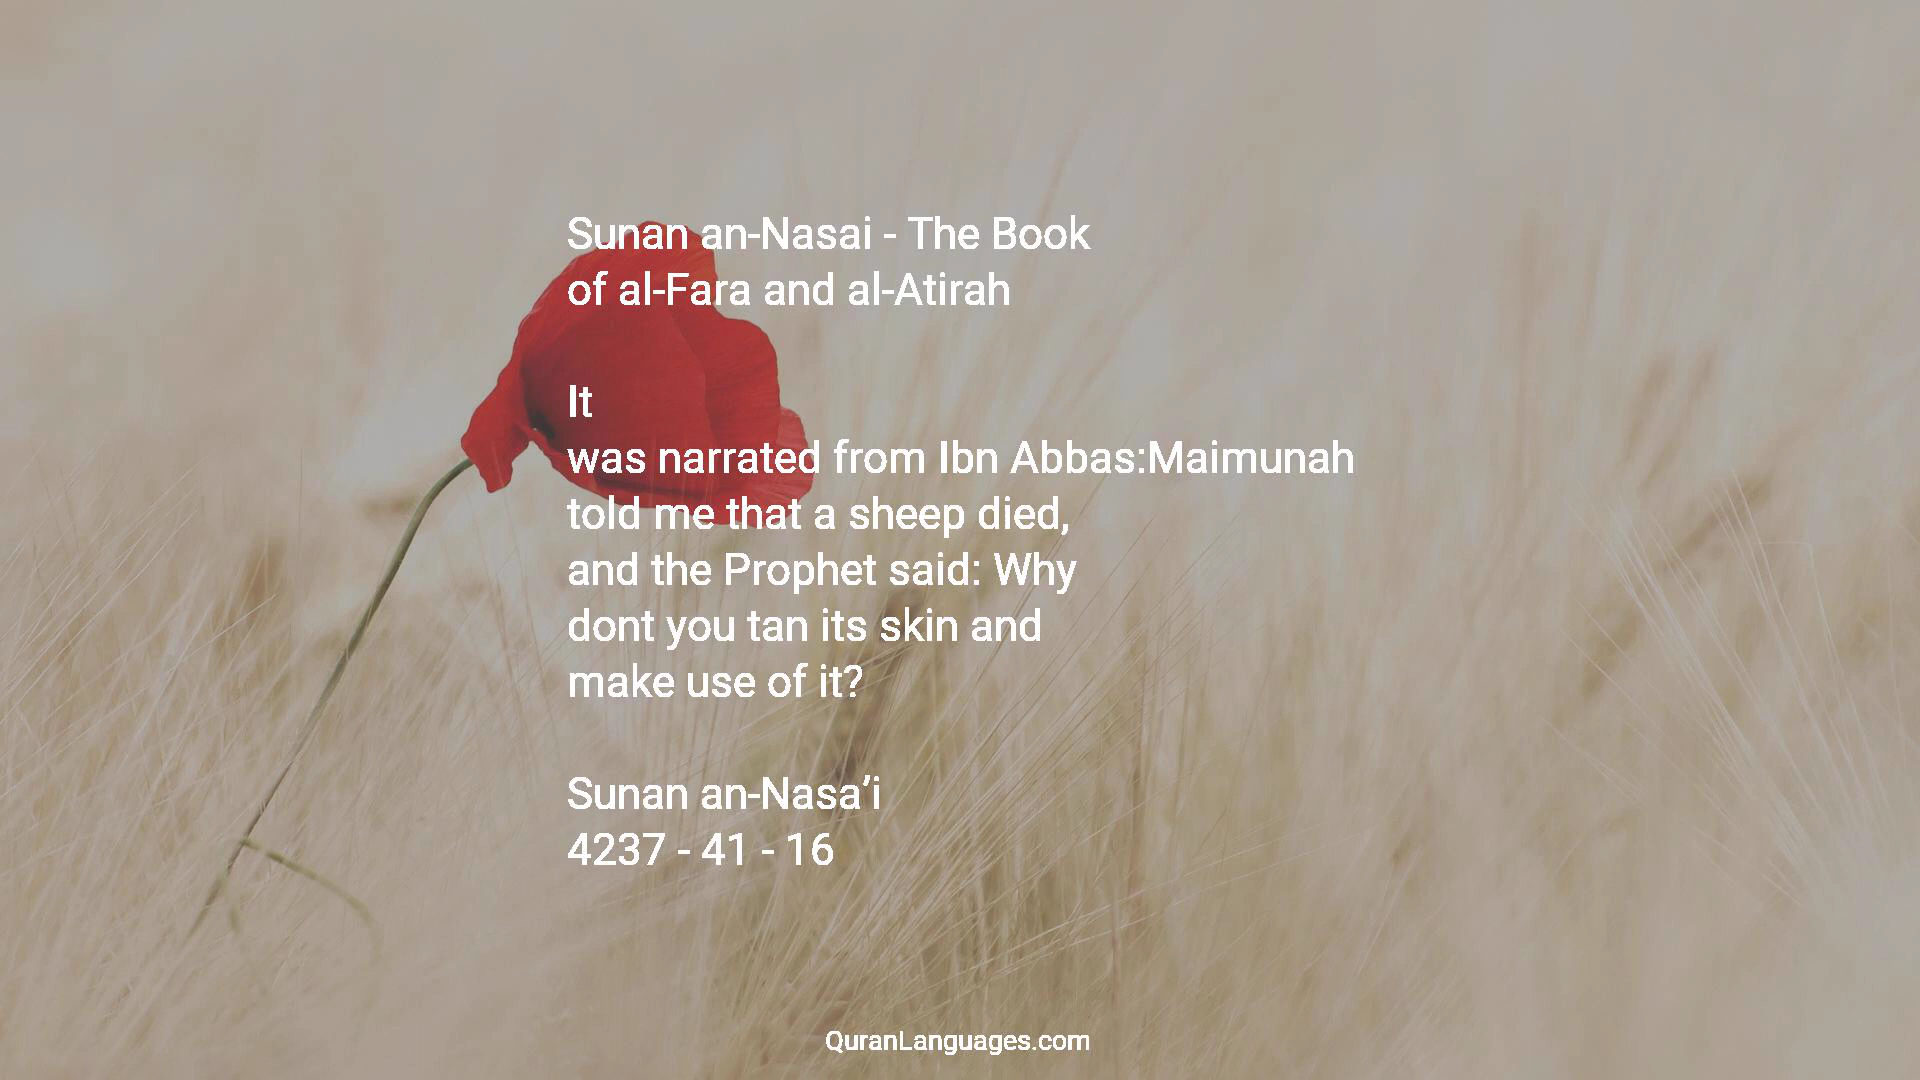 Sunan an-Nasai - The Book
of al-Fara and al-Atirah
It
was narrated from Ibn Abbas:Maimunah
told me that a sheep died,
and the Prophet said: Why
dont you tan its skin and
make use of it?
Sunan an-Nasa’i
4237 - 41 - 16
QuranLanguages.com